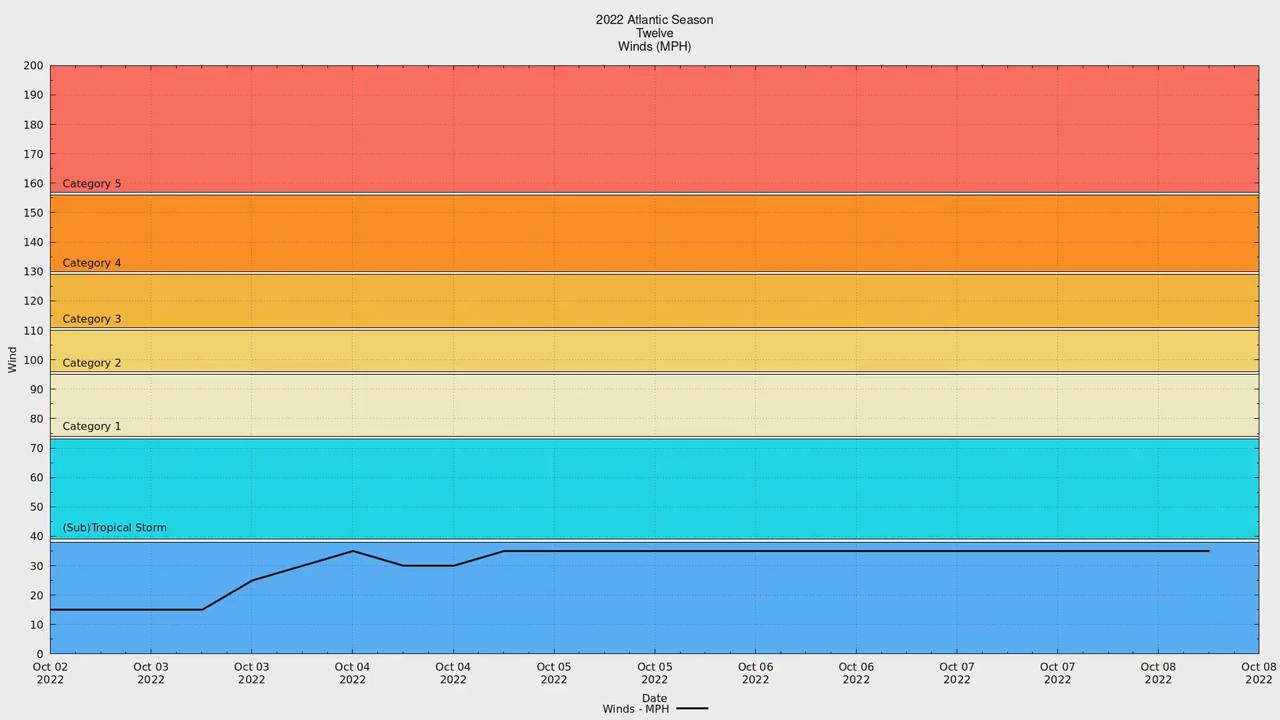 2022 Atlantic Season
Twelve
Winds (MPH)
200
190
180
170
160
150
140
130
120
110
100
90
80
70
60
50
40
30
20
10
0
Wind
Category 5
Category 4
Category 3
Category 2
Category 1
(Sub)Tropical Storm
Oct 02 Oct 03 Oct 03 Oct 04 Oct 04 Oct 05 Oct 05 Oct 06 Oct 06 Oct 07 Oct 07 Oct 08 Oct 08
2022 2022 2022 2022 2022 2022 2022 2022 2022 2022 2022 2022 2022
Date
Winds - MPH